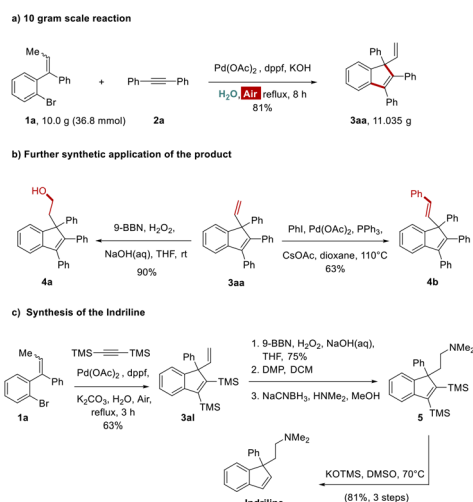 a) 10 gram scale reaction
Me
Ph
Br
+
Ph
Ph
Pd(OAc)2 , dppf, KOH
H2O, Air reflux, 8 h
81%
Ph
Ph
Ph
1a, 10.0 g (36.8 mmol)
2a
3aa, 11.035 g
b) Further synthetic application of the product
HO
Ph
Ph
Ph
4a
9-BBN, H2O2,
NaOH(aq), THF, rt
90%
Ph
Ph
Ph
3aa
PhI, Pd(OAc)2, PPh3,
CsOAc, dioxane, 110°C
63%
Ph
Ph
Ph
Ph
4b
c) Synthesis of the Indriline
Me
Ph
Br
1a
TMS
TMS
Pd(OAc)2 , dppf,
K2CO3, H2O, Air,
reflux, 3 h
63%
Ph
TMS
TMS
3al
1. 9-BBN, H2O2, NaOH(aq),
THF, 75%
2. DMP, DCM
3. NaCNBH3, HNMe2, MeOH
NMe2
Ph
TMS
TMS
5
KOTMS, DMSO, 70°C
(81%, 3 steps)
NMe2
Ph
Indriline